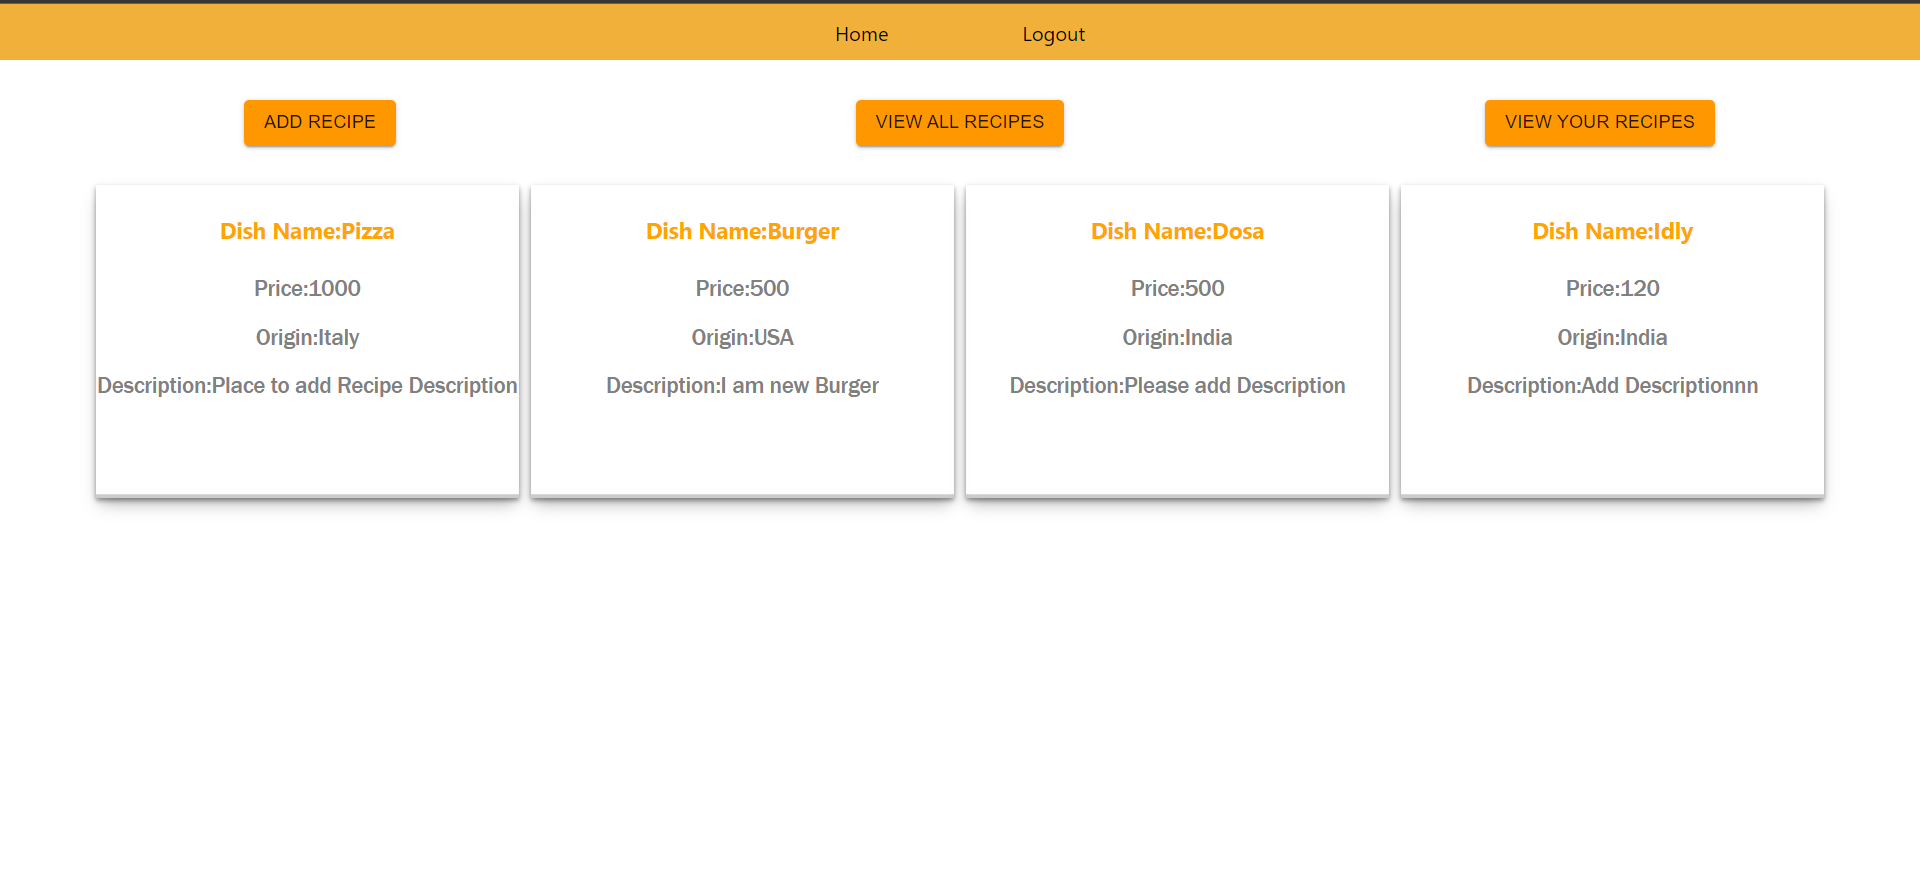 Home Logout
ADD RECIPE VIEW ALL RECIPES VIEW YOUR RECIPES
Dish Name:Pizza
Price:1000
Origin:Italy
Description:Place to add Recipe Description
Dish Name:Burger
Price:500
Origin:USA
Description:I am new Burger
Dish Name:Dosa
Price:500
Origin:India
Description:Please add Description
Dish Name:Idly
Price:120
Origin:India
Description:Add Descriptionnn